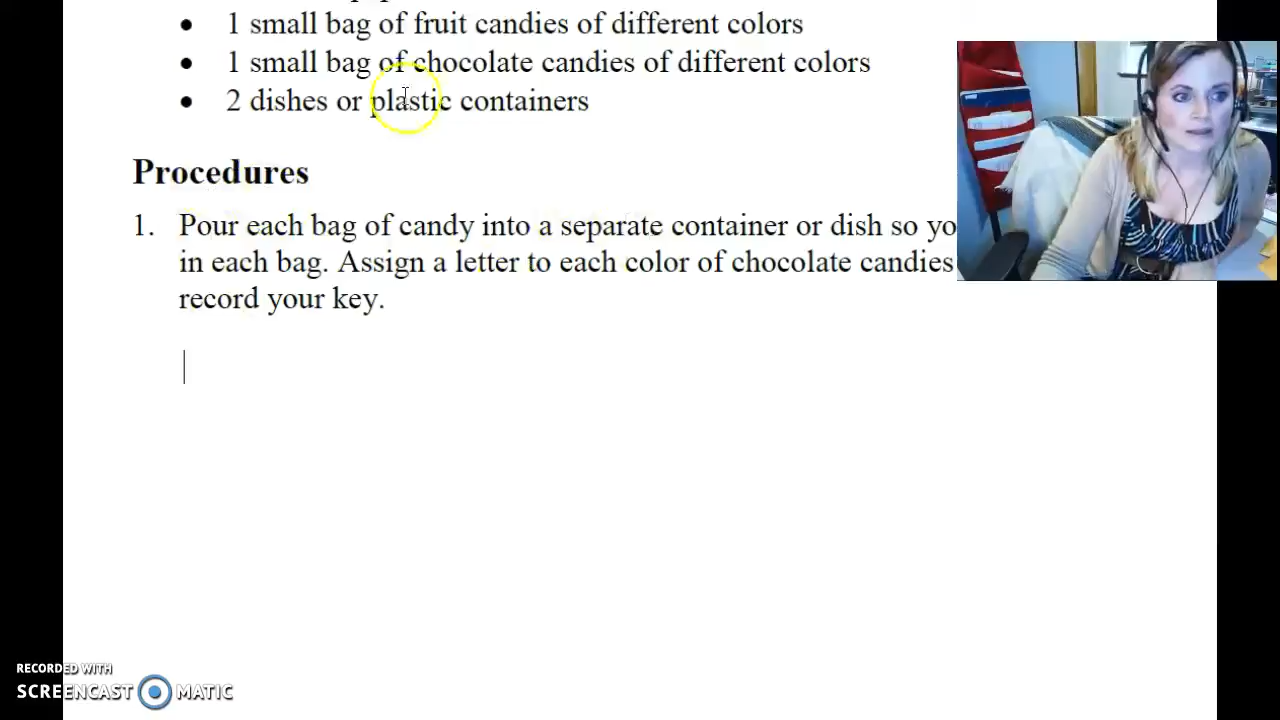 • 1 small bag of fruit candies of different colors
• 1 small bag of chocolate candies of different colors
• 2 dishes or plastic containers
Procedures
1. Pour each bag of candy into a separate container or dish so
in each bag. Assign a letter to each color of chocolate candies
record your key.
RECORDED WITH
SCREENCAST MATIC